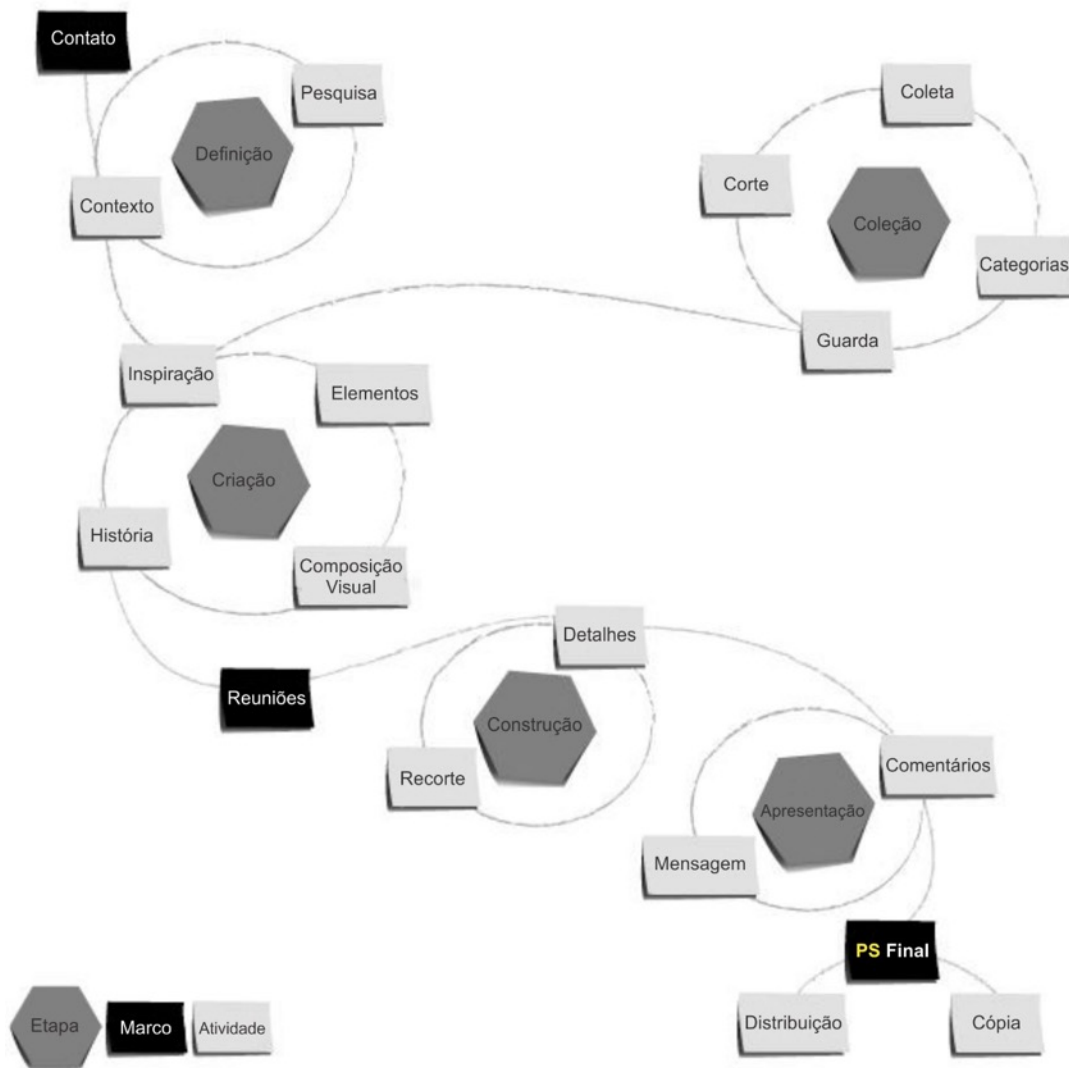 Contato
Pesquisa
Definição
Contexto
Coleta
Corte
Coleção
Categorias
Guarda
Inspiração
Elementos
Criação
História
Composição
Visual
Reuniões
Detalhes
Construção
Recorte
Comentários
Apresentação
Mensagem
PS Final
Distribuição
Cópia
Etapa
Marco
Atividade